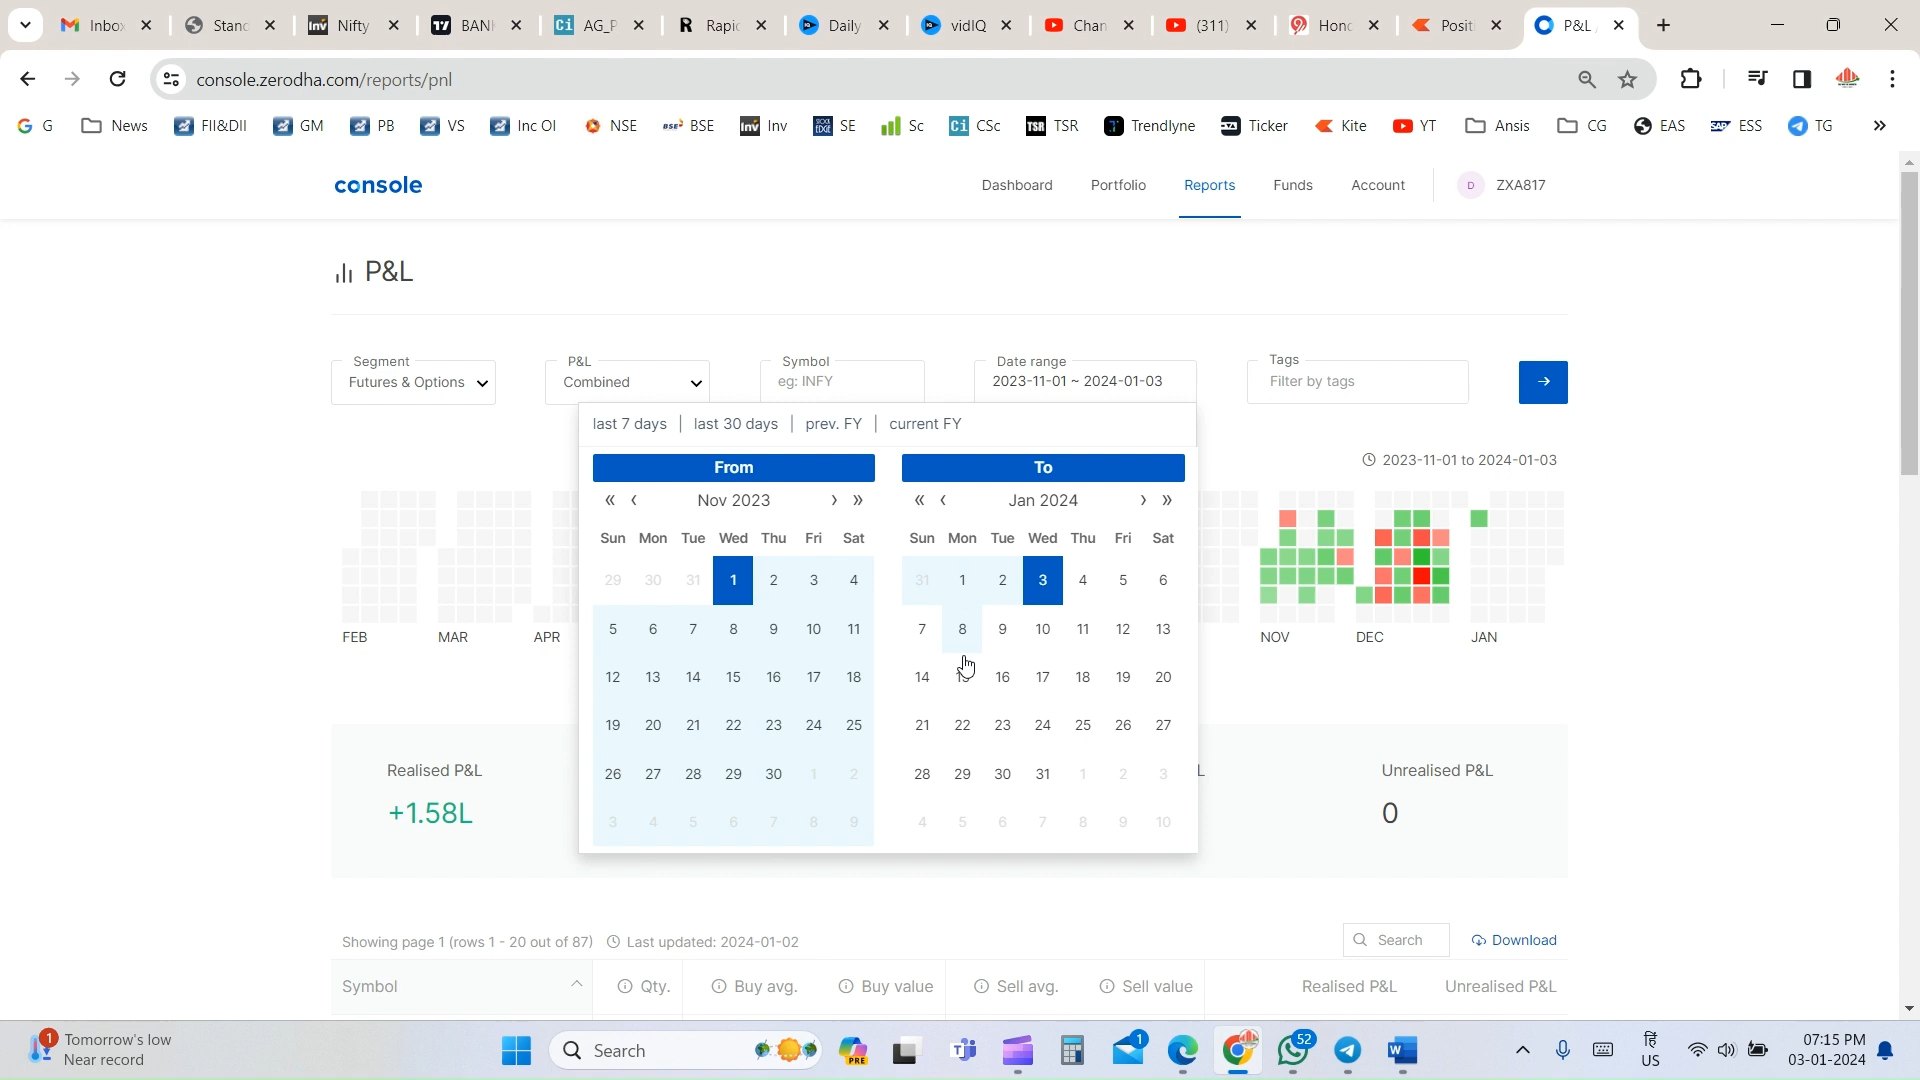 Inbo Stand Nifty BANK AG_P Rapid Daily vidIQ Chan (311) Hond Positi P&L
console.zerodha.com/reports/pnl
G News FII&DII GM PB VS Inc OI NSE BSE Inv SE Sc CSc TSR Trendlyne Ticker Kite YT Ansis CG EAS ESS TG »
console Dashboard Portfolio Reports Funds Account D ZXA817
P&L
Segment P&L Symbol Date range Tags
Futures & Options Combined eg: INFY 2023-11-01 ~ 2024-01-03 Filter by tags
last 7 days | last 30 days | prev. FY | current FY
2023-11-01 to 2024-01-03
From To
« ‹ Nov 2023 › » « ‹ Jan 2024 › »
Sun Mon Tue Wed Thu Fri Sat Sun Mon Tue Wed Thu Fri Sat
29 30 31 1 2 3 4 31 1 2 3 4 5 6
5 6 7 8 9 10 11 7 8 9 10 11 12 13
FEB MAR APR NOV DEC JAN
12 13 14 15 16 17 18 14 15 16 17 18 19 20
19 20 21 22 23 24 25 21 22 23 24 25 26 27
26 27 28 29 30 1 2 28 29 30 31 1 2 3
3 4 5 6 7 8 9 4 5 6 7 8 9 10
Realised P&L L Unrealised P&L
+1.58L 0
Showing page 1 (rows 1 - 20 out of 87) Last updated: 2024-01-02 Search Download
Symbol Qty. Buy avg. Buy value Sell avg. Sell value Realised P&L Unrealised P&L
1 Tomorrow's low
Near record
Search PRE 1 52
हिं
US
07:15 PM
03-01-2024